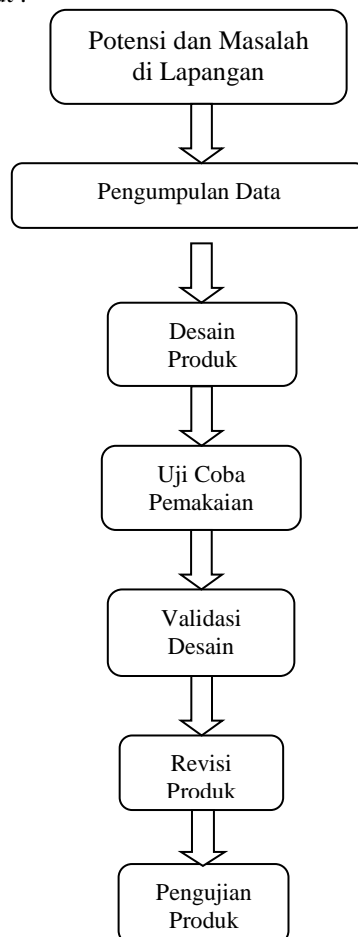 Potensi dan Masalah
di Lapangan
Pengumpulan Data
Desain
Produk
Uji Coba
Pemakaian
Validasi
Desain
Revisi
Produk
Pengujian
Produk